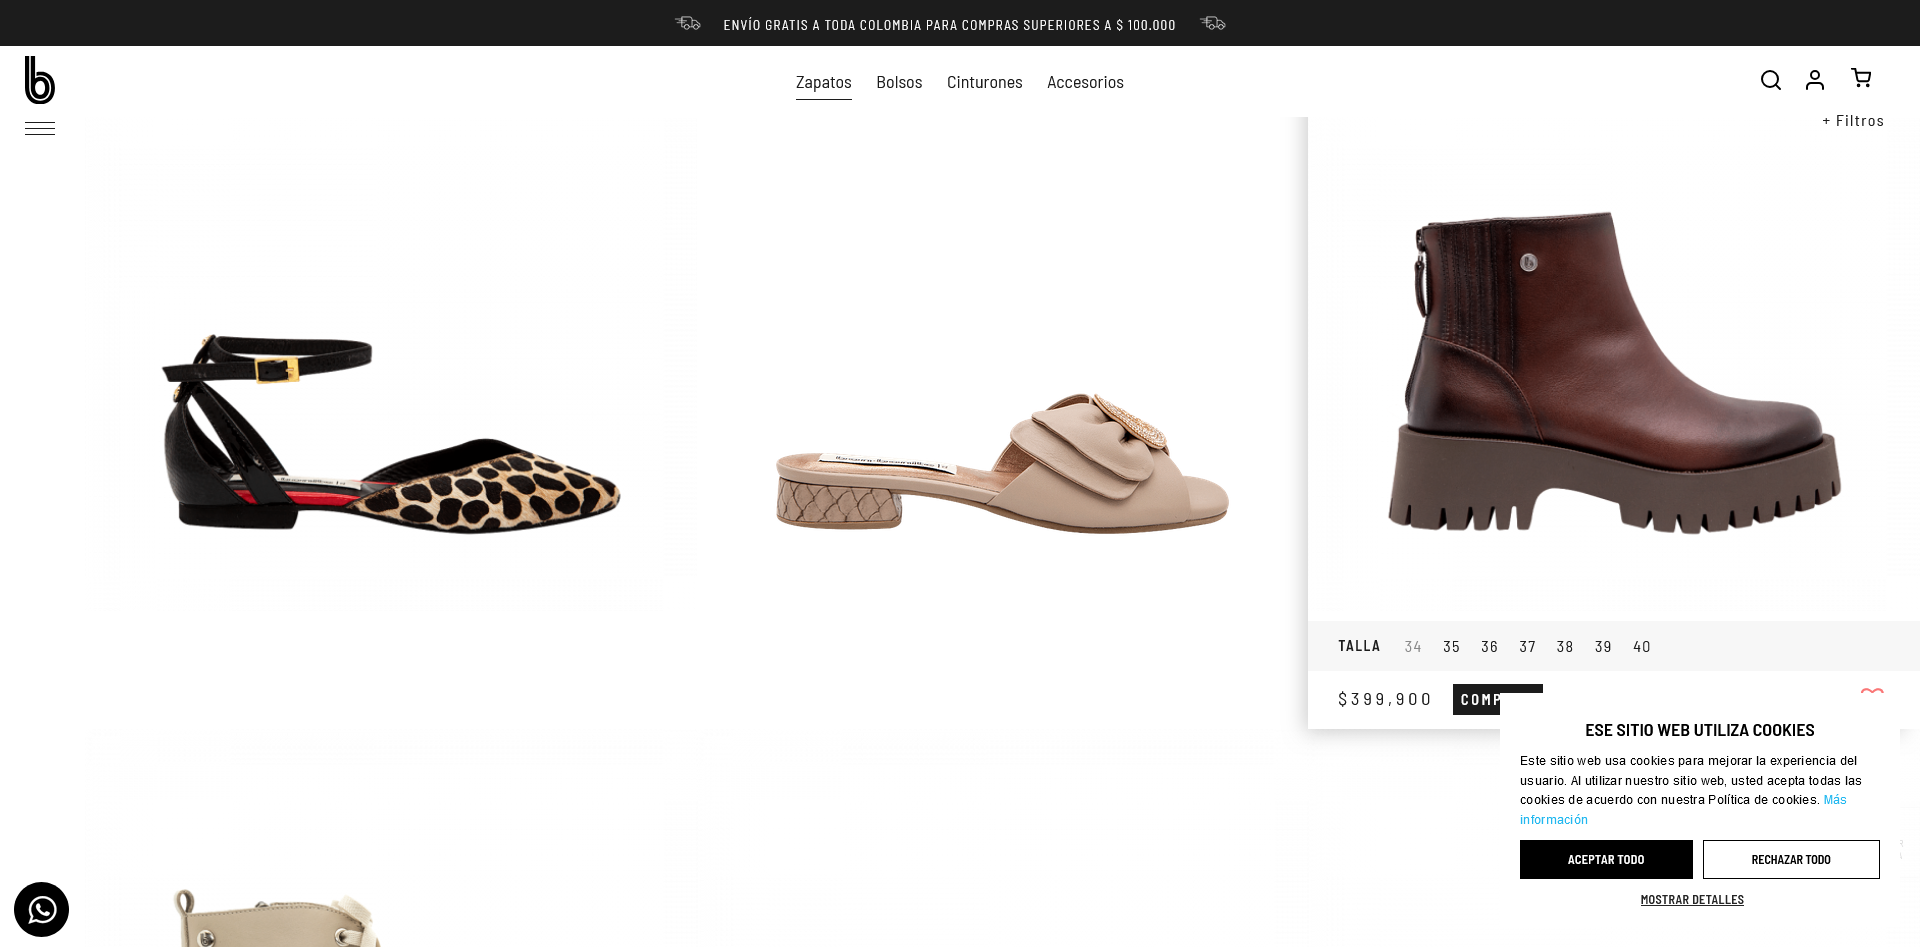 ENVÍO GRATIS A TODA COLOMBIA PARA COMPRAS SUPERIORES A $ 100.000
b
Zapatos Bolsos Cinturones Accesorios
+ Filtros
TALLA 34 35 36 37 38 39 40
$399,900 COMP
ESE SITIO WEB UTILIZA COOKIES
Este sitio web usa cookies para mejorar la experiencia del
usuario. Al utilizar nuestro sitio web, usted acepta todas las
cookies de acuerdo con nuestra Política de cookies. Más
información
ACEPTAR TODO RECHAZAR TODO
MOSTRAR DETALLES